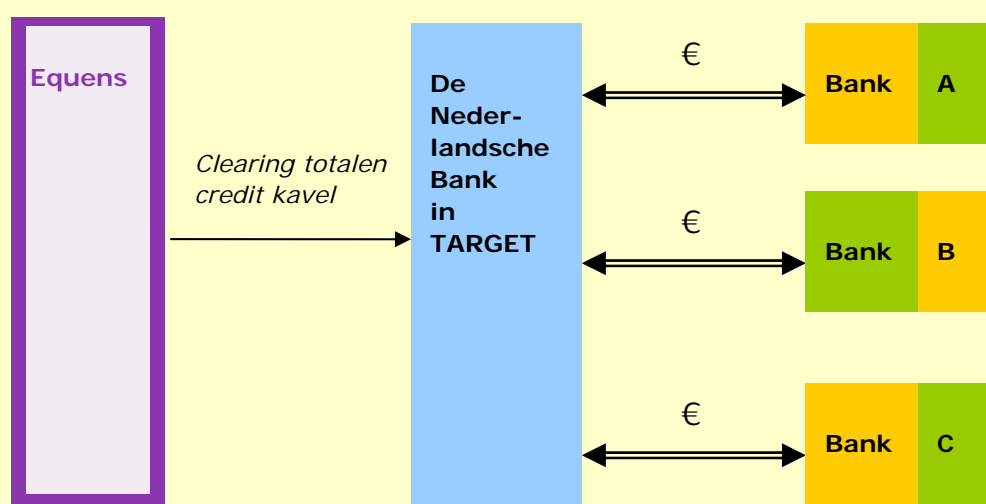 Equens
Clearing totalen
credit kavel
De
Neder-
landsche
Bank
in
TARGET
€
Bank A
€
Bank B
€
Bank C